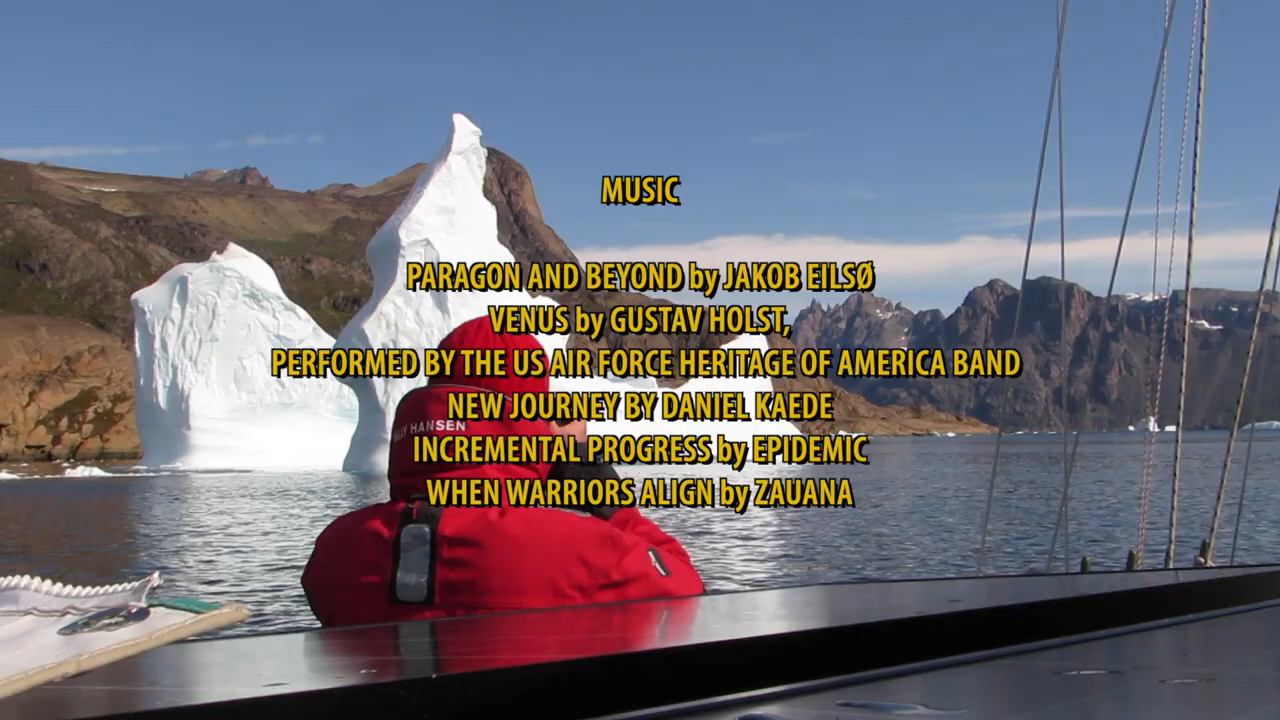 MUSIC
PARAGON AND BEYOND by JAKOB EILSØ
VENUS by GUSTAV HOLST,
PERFORMED BY THE US AIR FORCE HERITAGE OF AMERICA BAND
NEW JOURNEY BY DANIEL KAEDE
HANSEN
INCREMENTAL PROGRESS by EPIDEMIC
WHEN WARRIORS ALIGN by ZAUANA